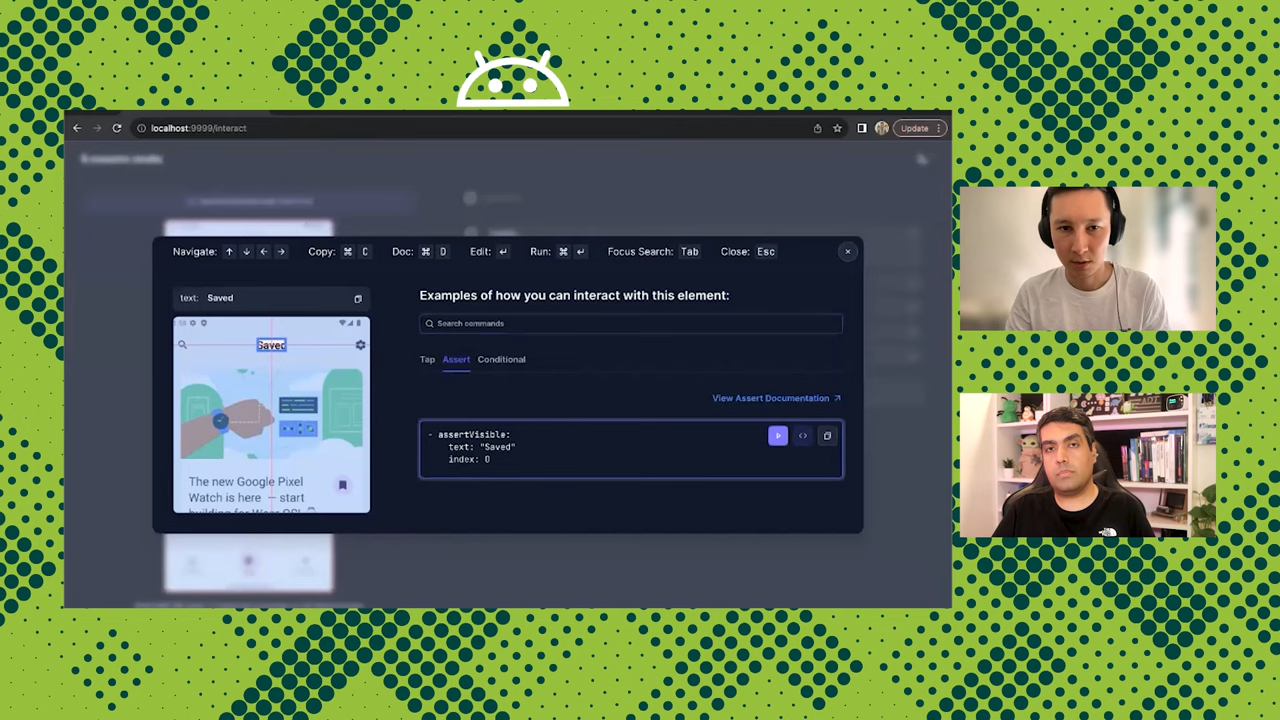 localhost:9999/interact
Update
Navigate: ↑ ↓ ← → Copy: ⌘ C Doc: ⌘ D Edit: ↵ Run: ⌘ ↵ Focus Search: Tab Close: Esc
text: Saved
Examples of how you can interact with this element:
Search commands
Saved
Tap Assert Conditional
View Assert Documentation
- assertVisible:
text: "Saved"
index: 0
The new Google Pixel
Watch is here — start